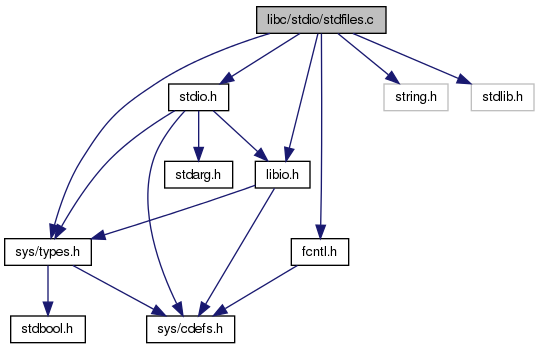 libc/stdio/stdfiles.c
stdio.h
string.h
stdlib.h
stdarg.h
libio.h
sys/types.h
fcntl.h
stdbool.h
sys/cdefs.h